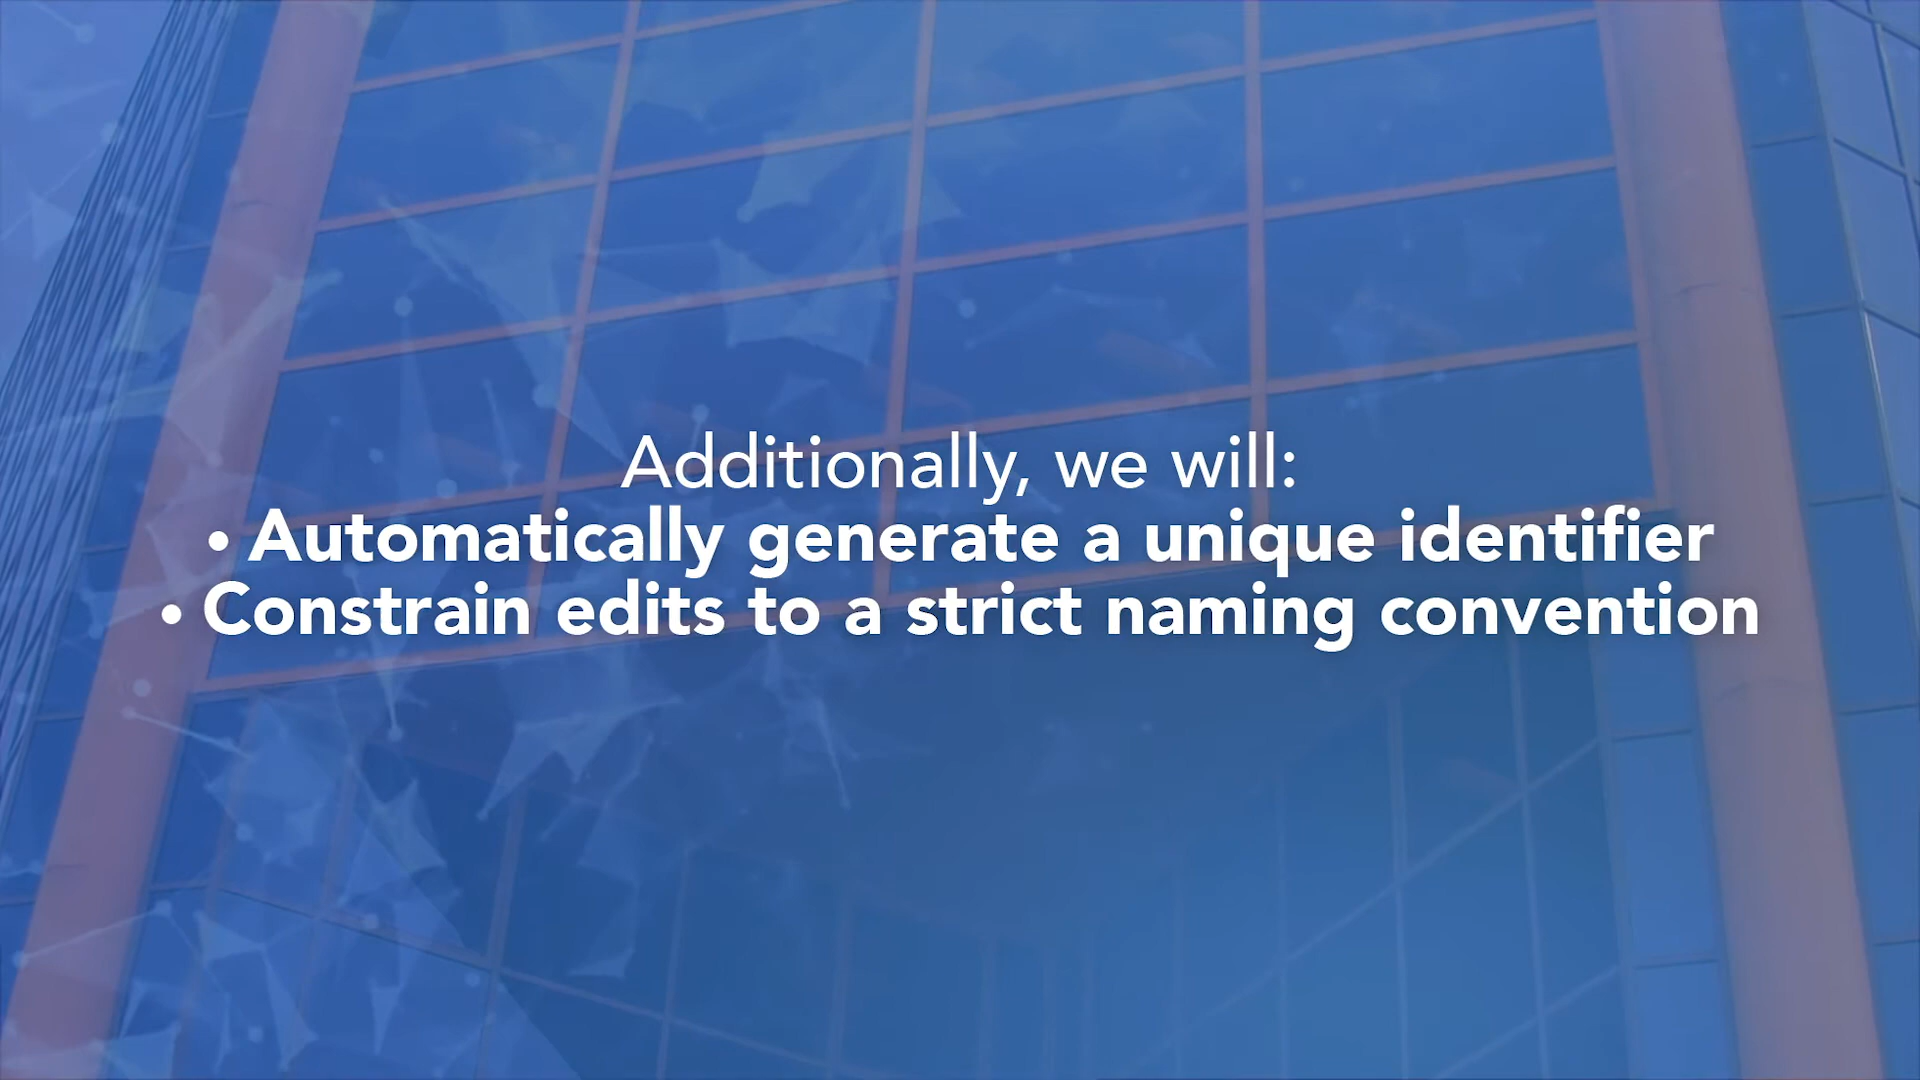 Additionally, we will:
• Automatically generate a unique identifier
• Constrain edits to a strict naming convention